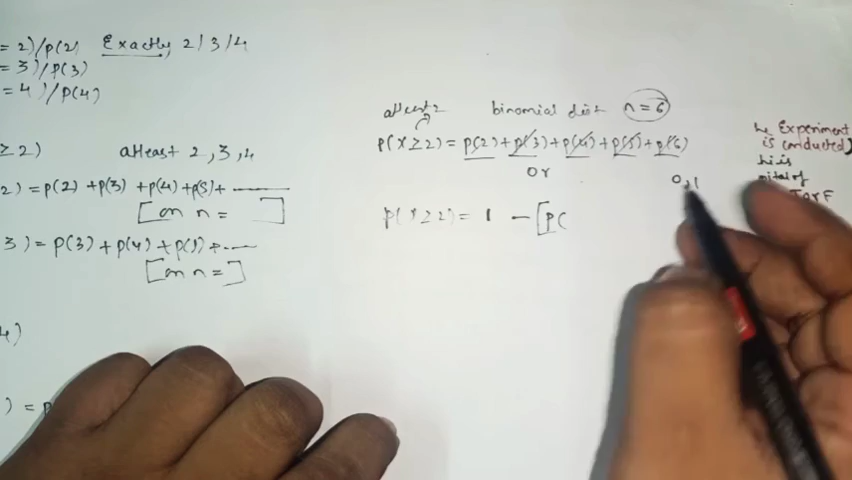 = 2)/p(2) Exactly 2/3/4
= 3)/p(3)
= 4)/p(4)
≥ 2) atleast 2, 3, 4
2) = p(2) + p(3) + p(4) + p(5) + -----
[on n = ]
3) = p(3) + p(4) + p(5) + ----
[on n = ]
4)
) = p
atleast 2 binomial dist n = 6
P(X ≥ 2) = p(2) + p(3) + p(4) + p(5) + p(6)
or
0, 1
P(X ≥ 2) = 1 - [P(
Experiment
is conducted)
T or F